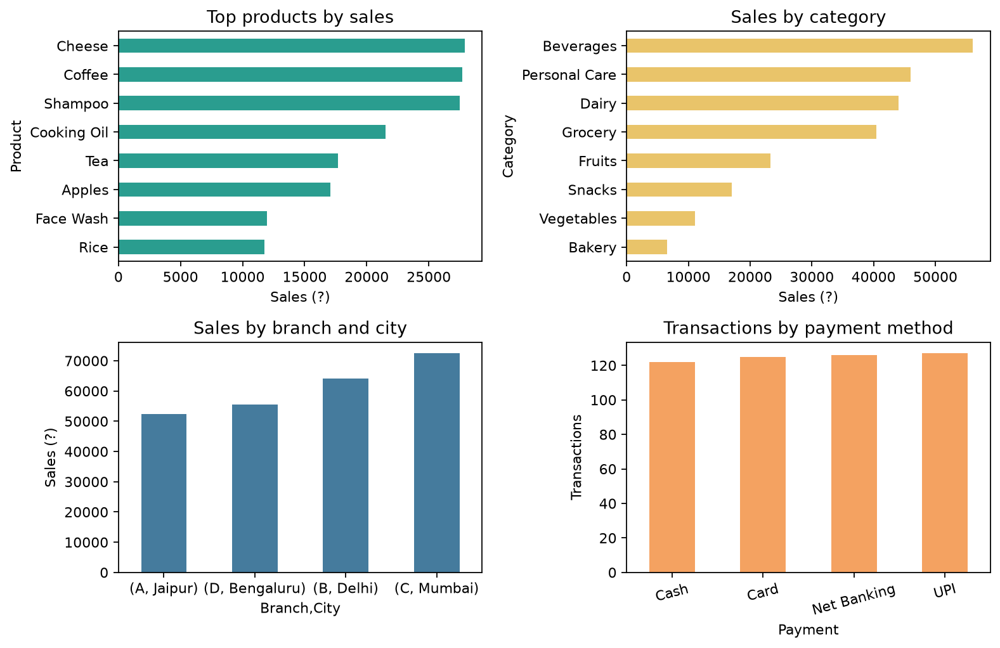 Top products by sales
Product
Cheese
Coffee
Shampoo
Cooking Oil
Tea
Apples
Face Wash
Rice
0 5000 10000 15000 20000 25000
Sales (?)
Sales by category
Category
Beverages
Personal Care
Dairy
Grocery
Fruits
Snacks
Vegetables
Bakery
0 10000 20000 30000 40000 50000
Sales (?)
Sales by branch and city
Sales (?)
70000
60000
50000
40000
30000
20000
10000
0
(A, Jaipur) (D, Bengaluru) (B, Delhi) (C, Mumbai)
Branch,City
Transactions by payment method
Transactions
120
100
80
60
40
20
0
Cash Card Net Banking UPI
Payment